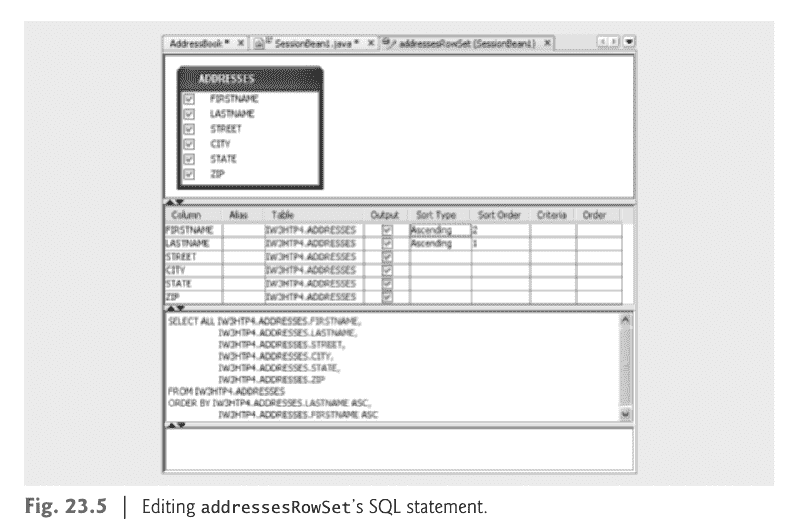 AddressBook * x SessionBean1.java * x addressesRowSet (SessionBean1) x
ADDRESSES
FIRSTNAME
LASTNAME
STREET
CITY
STATE
ZIP
Column Alias Table Output Sort Type Sort Order Criteria Order
FIRSTNAME IW3HTP4.ADDRESSES Ascending 2
LASTNAME IW3HTP4.ADDRESSES Ascending 1
STREET IW3HTP4.ADDRESSES
CITY IW3HTP4.ADDRESSES
STATE IW3HTP4.ADDRESSES
ZIP IW3HTP4.ADDRESSES
SELECT ALL IW3HTP4.ADDRESSES.FIRSTNAME,
IW3HTP4.ADDRESSES.LASTNAME,
IW3HTP4.ADDRESSES.STREET,
IW3HTP4.ADDRESSES.CITY,
IW3HTP4.ADDRESSES.STATE,
IW3HTP4.ADDRESSES.ZIP
FROM IW3HTP4.ADDRESSES
ORDER BY IW3HTP4.ADDRESSES.LASTNAME ASC,
IW3HTP4.ADDRESSES.FIRSTNAME ASC
Fig. 23.5 | Editing addressesRowSet's SQL statement.